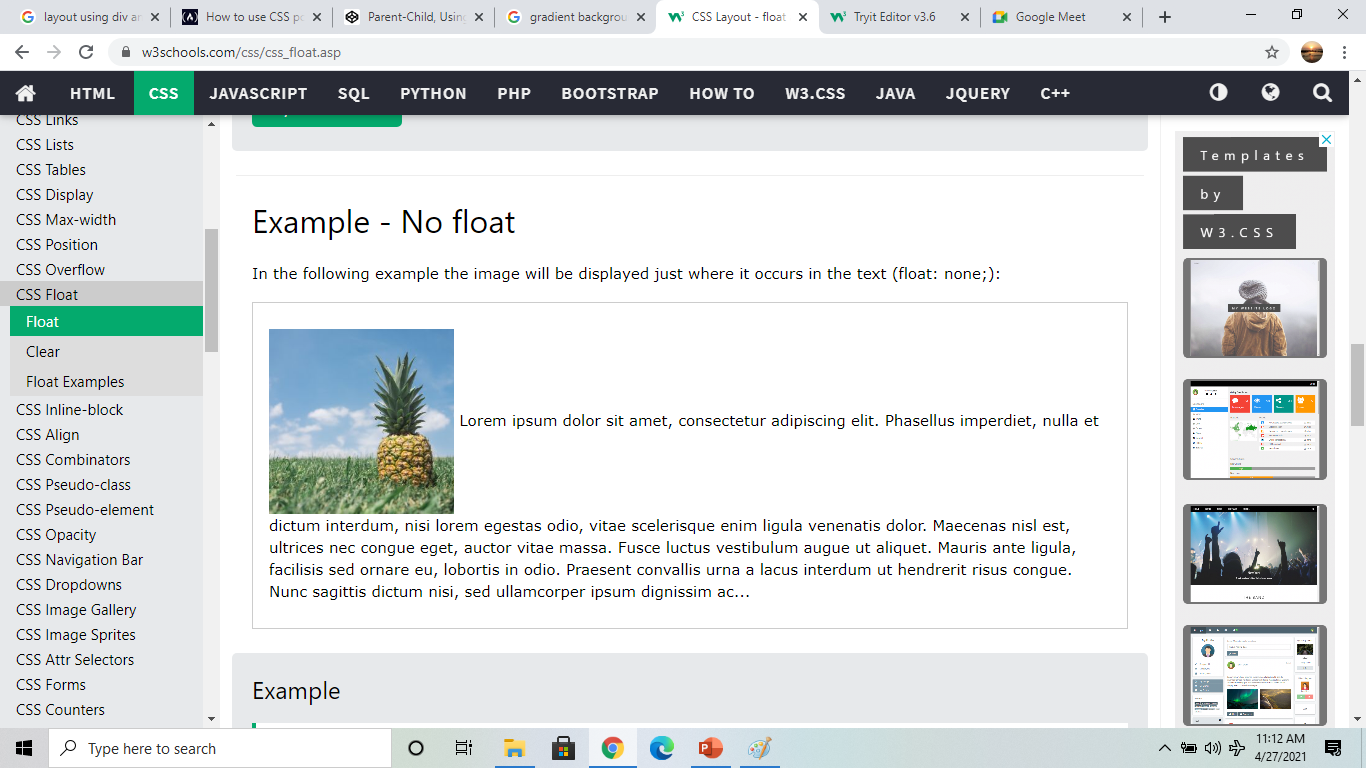 layout using div an
How to use CSS po
Parent-Child, Using
gradient backgrou
CSS Layout - float
Tryit Editor v3.6
Google Meet
w3schools.com/css/css_float.asp
HTML CSS JAVASCRIPT SQL PYTHON PHP BOOTSTRAP HOW TO W3.CSS JAVA JQUERY C++
CSS Links
CSS Lists
CSS Tables
CSS Display
CSS Max-width
CSS Position
CSS Overflow
CSS Float
Float
Clear
Float Examples
CSS Inline-block
CSS Align
CSS Combinators
CSS Pseudo-class
CSS Pseudo-element
CSS Opacity
CSS Navigation Bar
CSS Dropdowns
CSS Image Gallery
CSS Image Sprites
CSS Attr Selectors
CSS Forms
CSS Counters
Example - No float
In the following example the image will be displayed just where it occurs in the text (float: none;):
Lorem ipsum dolor sit amet, consectetur adipiscing elit. Phasellus imperdiet, nulla et
dictum interdum, nisi lorem egestas odio, vitae scelerisque enim ligula venenatis dolor. Maecenas nisl est,
ultrices nec congue eget, auctor vitae massa. Fusce luctus vestibulum augue ut aliquet. Mauris ante ligula,
facilisis sed ornare eu, lobortis in odio. Praesent convallis urna a lacus interdum ut hendrerit risus congue.
Nunc sagittis dictum nisi, sed ullamcorper ipsum dignissim ac...
Example
Templates
by
W3.CSS
Type here to search
11:12 AM
4/27/2021